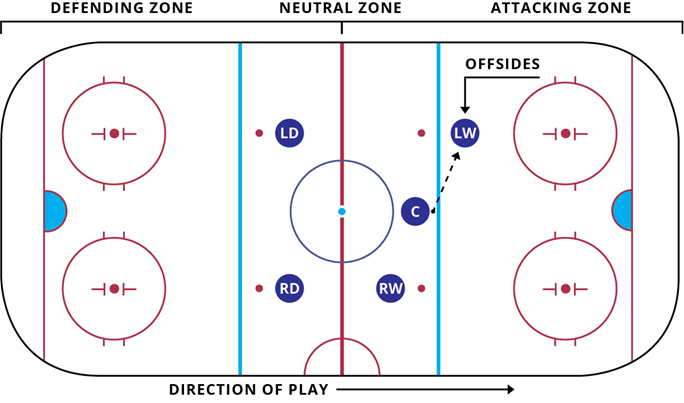 DEFENDING ZONE NEUTRAL ZONE ATTACKING ZONE
OFFSIDES
LD LW
C
RD RW
DIRECTION OF PLAY